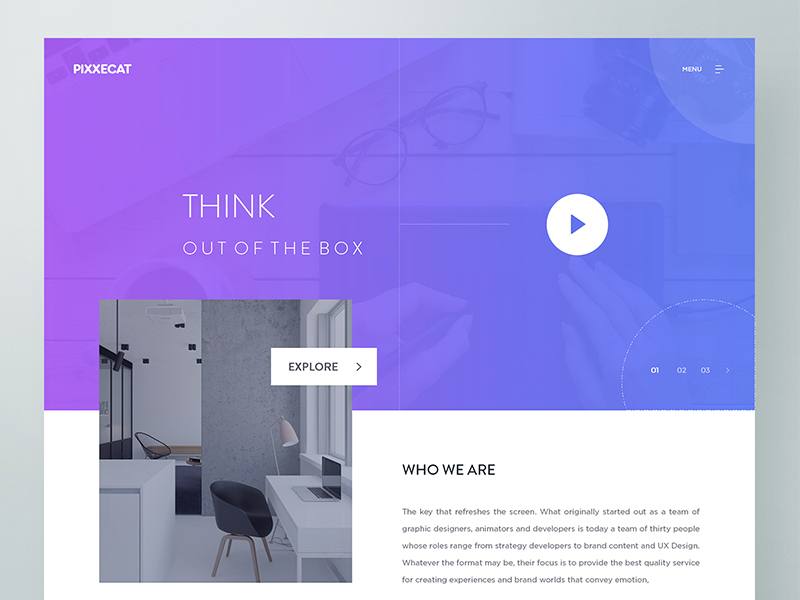 PIXXECAT
MENU
THINK
OUT OF THE BOX
EXPLORE
01 02 03
WHO WE ARE
The key that refreshes the screen. What originally started out as a team of
graphic designers, animators and developers is today a team of thirty people
whose roles range from strategy developers to brand content and UX Design.
Whatever the format may be, their focus is to provide the best quality service
for creating experiences and brand worlds that convey emotion,